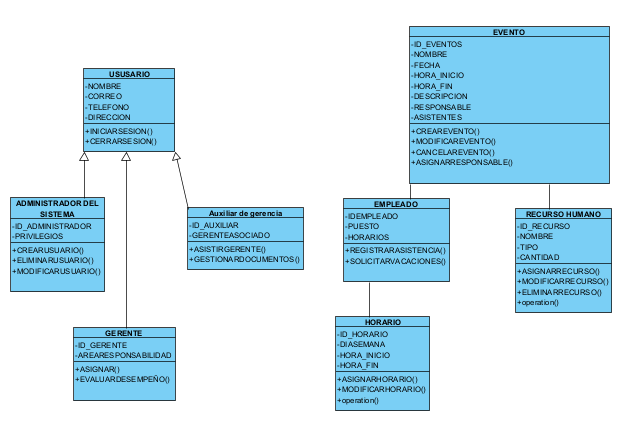 USUSARIO
-NOMBRE
-CORREO
-TELEFONO
-DIRECCION
+INICIARSESION()
+CERRARSESION()
ADMINISTRADOR DEL
SISTEMA
-ID_ADMINISTRADOR
-PRIVILEGIOS
+CREARUSUARIO()
+ELIMINARUSUARIO()
+MODIFICARUSUARIO()
Auxiliar de gerencia
-ID_AUXILIAR
-GERENTEASOCIADO
+ASISTIRGERENTE()
+GESTIONARDOCUMENTOS()
GERENTE
-ID_GERENTE
-AREARESPONSABILIDAD
+ASIGNAR()
+EVALUARDESEMPEÑO()
EVENTO
-ID_EVENTOS
-NOMBRE
-FECHA
-HORA_INICIO
-HORA_FIN
-DESCRIPCION
-RESPONSABLE
-ASISTENTES
+CREAREVENTO()
+MODIFICAREVENTO()
+CANCELAREVENTO()
+ASIGNARRESPONSABLE()
EMPLEADO
-IDEMPLEADO
-PUESTO
-HORARIOS
+REGISTRARASISTENCIA()
+SOLICITARVACACIONES()
RECURSO HUMANO
-ID_RECURSO
-NOMBRE
-TIPO
-CANTIDAD
+ASIGNARRECURSO()
+MODIFICARRECURSO()
+ELIMINARRECURSO()
+operation()
HORARIO
-ID_HORARIO
-DIASEMANA
-HORA_INICIO
-HORA_FIN
+ASIGNARHORARIO()
+MODIFICARHORARIO()
+operation()